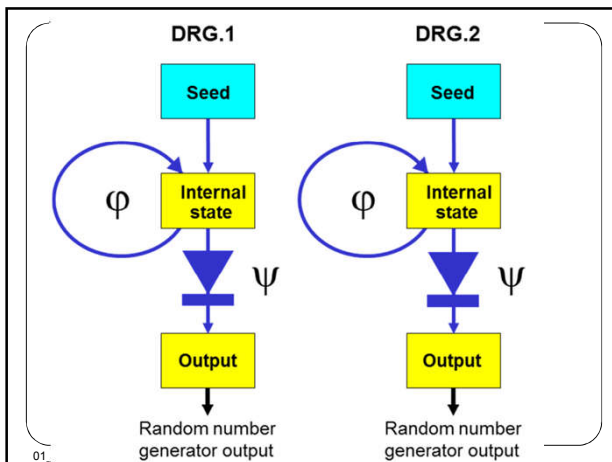 DRG.1
Seed
φ
Internal
state
ψ
Output
Random number
generator output
DRG.2
Seed
φ
Internal
state
ψ
Output
Random number
generator output
01